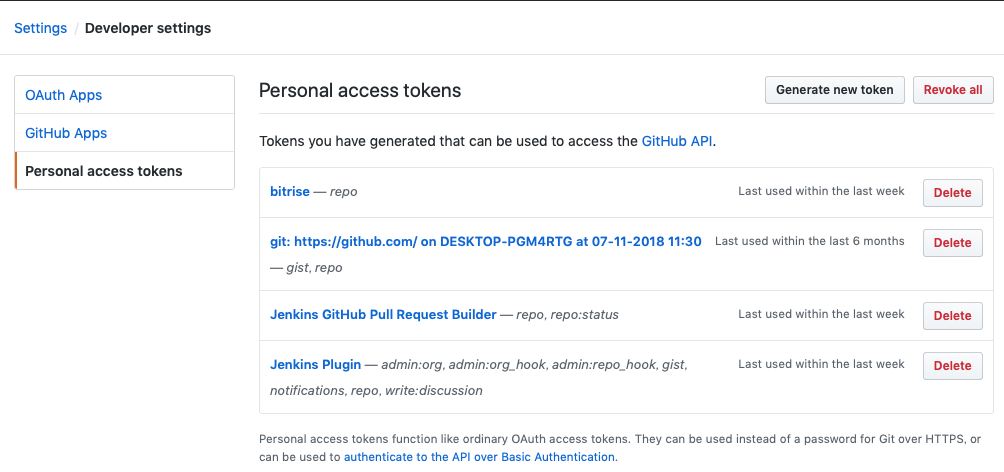 Settings / Developer settings
OAuth Apps
GitHub Apps
Personal access tokens
Personal access tokens
Generate new token
Revoke all
Tokens you have generated that can be used to access the GitHub API.
bitrise — repo
Last used within the last week
Delete
git: https://github.com/ on DESKTOP-PGM4RTG at 07-11-2018 11:30
— gist, repo
Last used within the last 6 months
Delete
Jenkins GitHub Pull Request Builder — repo, repo:status
Last used within the last week
Delete
Jenkins Plugin — admin:org, admin:org_hook, admin:repo_hook, gist,
notifications, repo, write:discussion
Last used within the last week
Delete
Personal access tokens function like ordinary OAuth access tokens. They can be used instead of a password for Git over HTTPS, or
can be used to authenticate to the API over Basic Authentication.